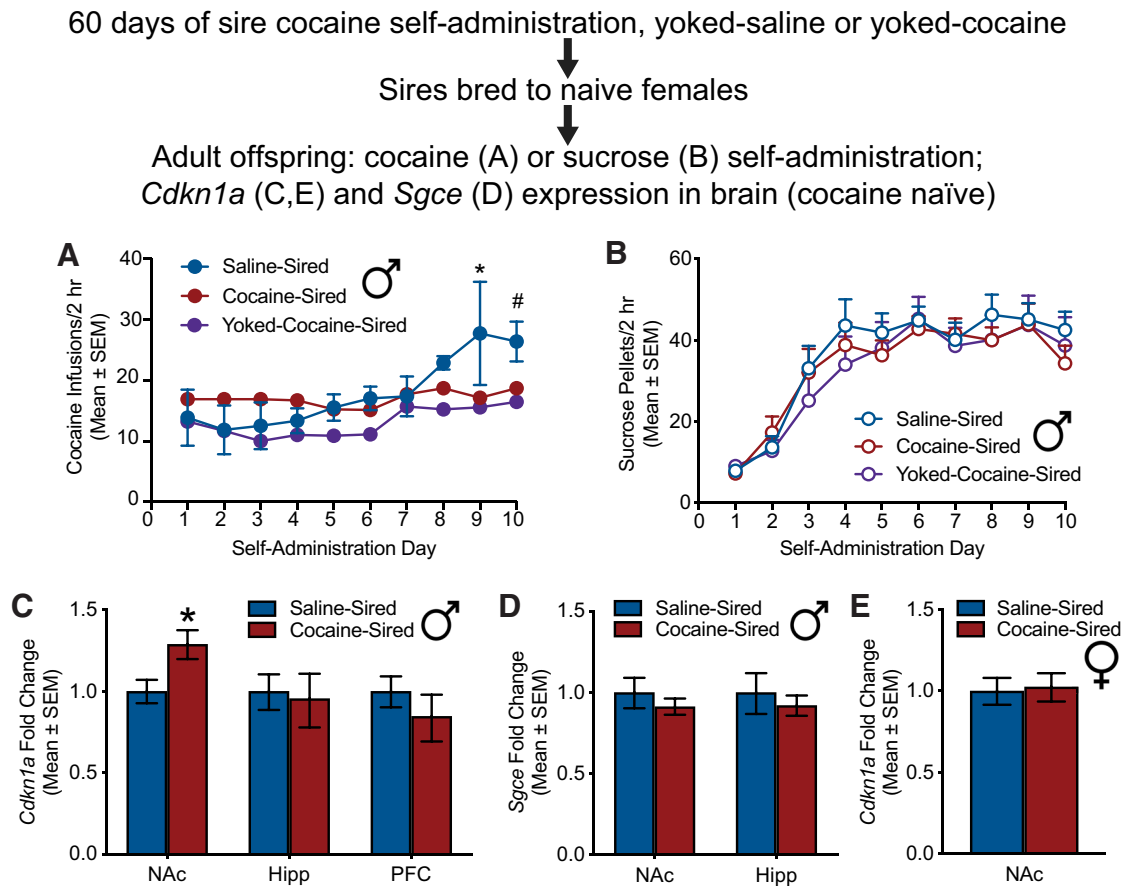 60 days of sire cocaine self-administration, yoked-saline or yoked-cocaine
Sires bred to naive females
Adult offspring: cocaine (A) or sucrose (B) self-administration;
Cdkn1a (C,E) and Sgce (D) expression in brain (cocaine naïve)
A
Cocaine Infusions/2 hr
(Mean ± SEM)
40
30
20
10
0
Saline-Sired
Cocaine-Sired
Yoked-Cocaine-Sired
♂
*
#
0 1 2 3 4 5 6 7 8 9 10
Self-Administration Day
B
Sucrose Pellets/2 hr
(Mean ± SEM)
60
40
20
0
Saline-Sired
Cocaine-Sired
Yoked-Cocaine-Sired
♂
0 1 2 3 4 5 6 7 8 9 10
Self-Administration Day
C
Cdkn1a Fold Change
(Mean ± SEM)
1.5
1.0
0.5
0.0
*
Saline-Sired
Cocaine-Sired
♂
NAc Hipp PFC
D
Sgce Fold Change
(Mean ± SEM)
1.5
1.0
0.5
0.0
Saline-Sired
Cocaine-Sired
♂
NAc Hipp
E
Cdkn1a Fold Change
(Mean ± SEM)
1.5
1.0
0.5
0.0
Saline-Sired
Cocaine-Sired
♀
NAc